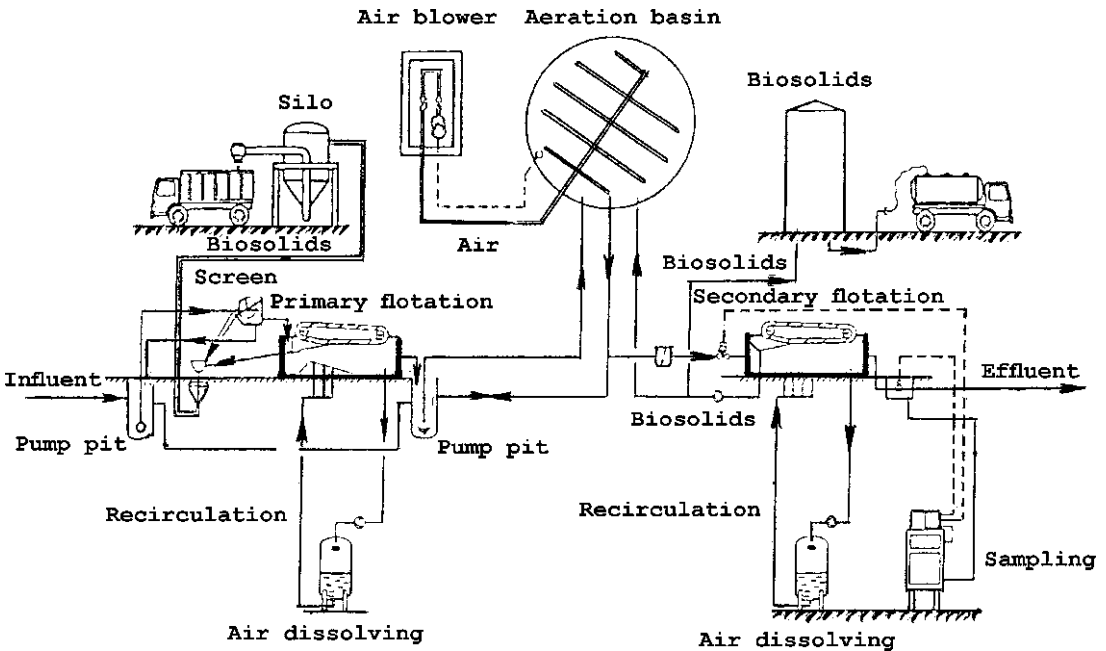 Air blower Aeration basin
Silo
Biosolids
Biosolids
Air
Biosolids
Screen
Primary flotation
Secondary flotation
Influent
Effluent
Pump pit
Pump pit
Biosolids
Recirculation
Recirculation
Sampling
Air dissolving
Air dissolving